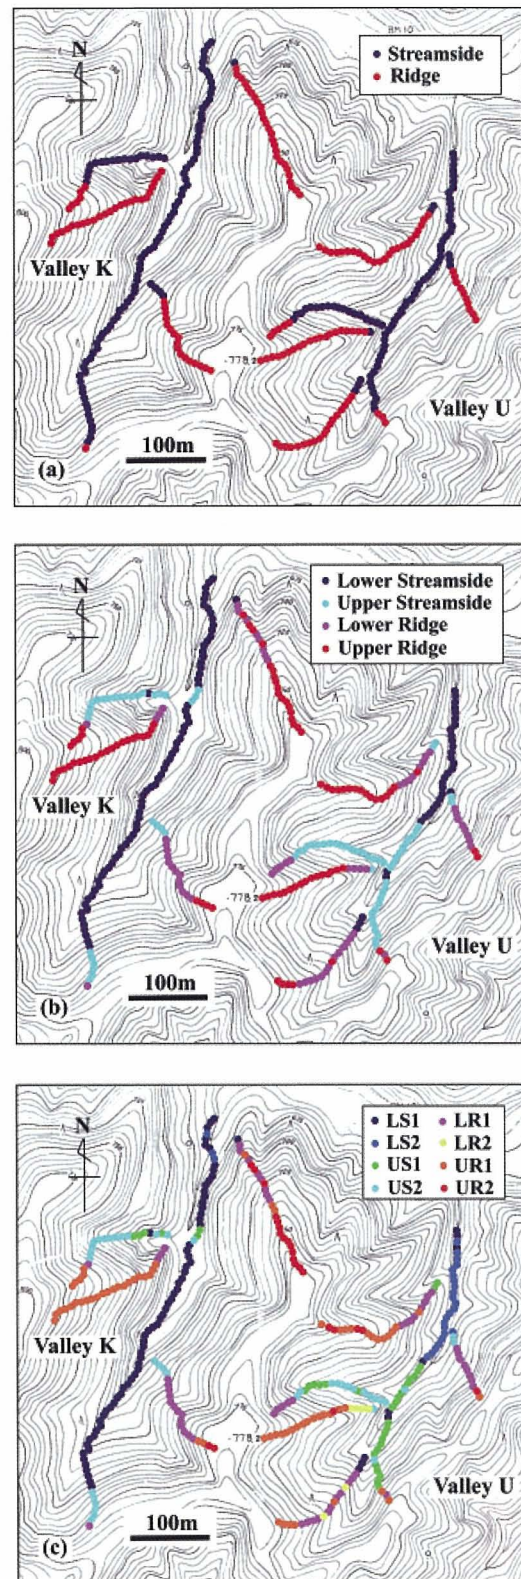 N
Streamside
Ridge
Valley K
778.2
Valley U
(a)
100m
N
Lower Streamside
Upper Streamside
Lower Ridge
Upper Ridge
Valley K
778.2
Valley U
(b)
100m
N
LS1 LR1
LS2 LR2
US1 UR1
US2 UR2
Valley K
778.2
Valley U
(c)
100m